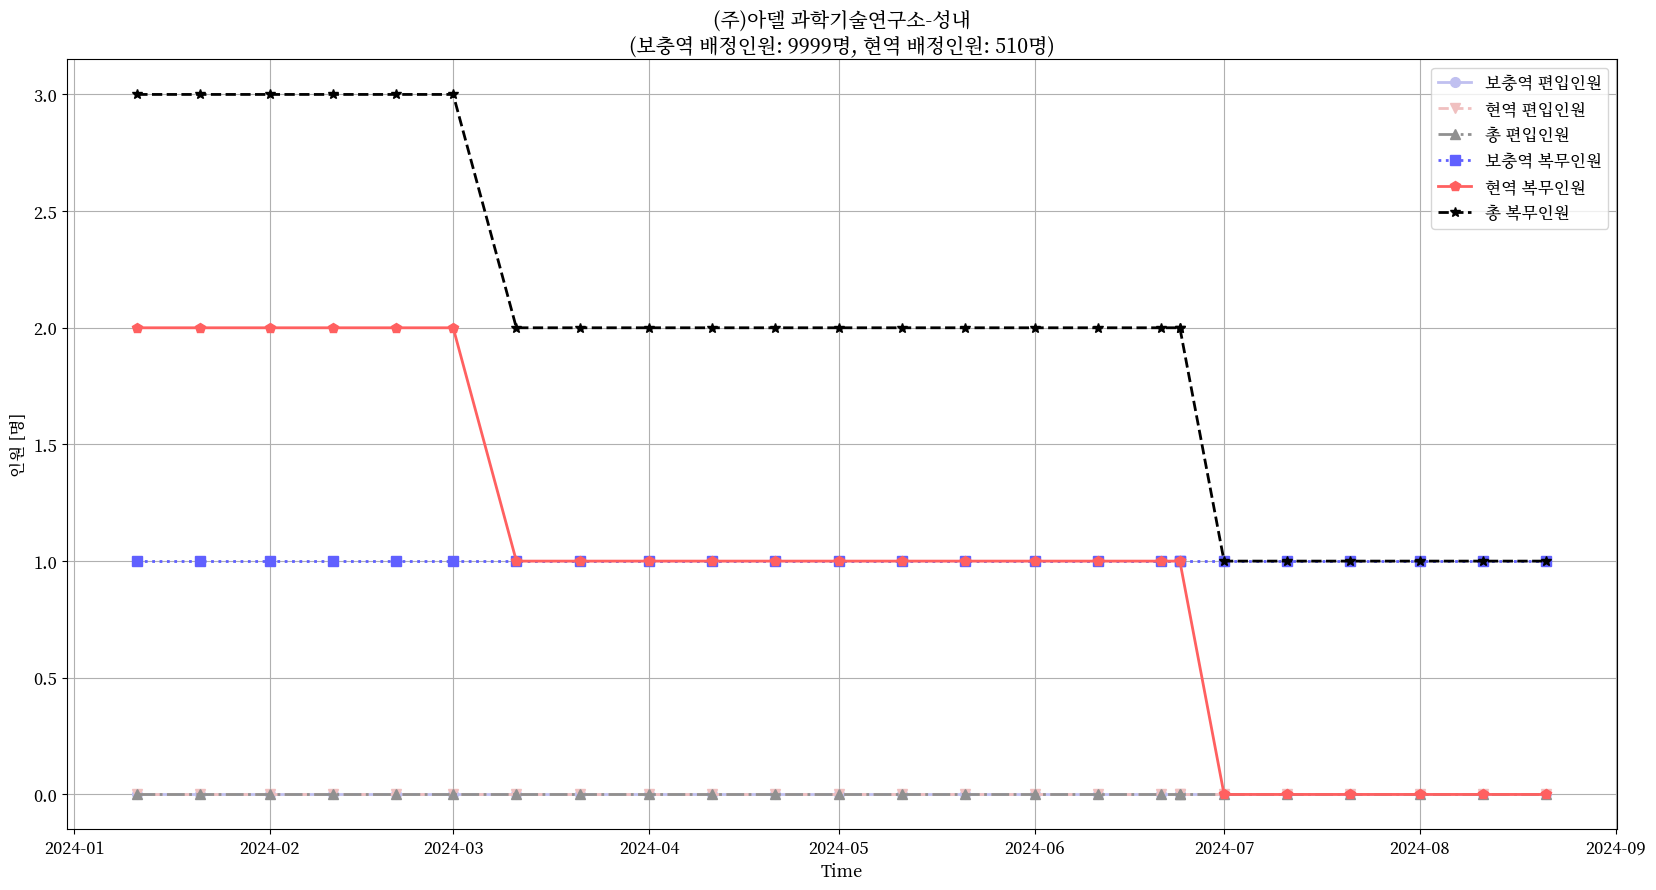 (주)아델 과학기술연구소-성내
(보충역 배정인원: 9999명, 현역 배정인원: 510명)
보충역 편입인원
현역 편입인원
총 편입인원
보충역 복무인원
현역 복무인원
총 복무인원
인원 [명]
3.0
2.5
2.0
1.5
1.0
0.5
0.0
2024-01
2024-02
2024-03
2024-04
2024-05
2024-06
2024-07
2024-08
2024-09
Time